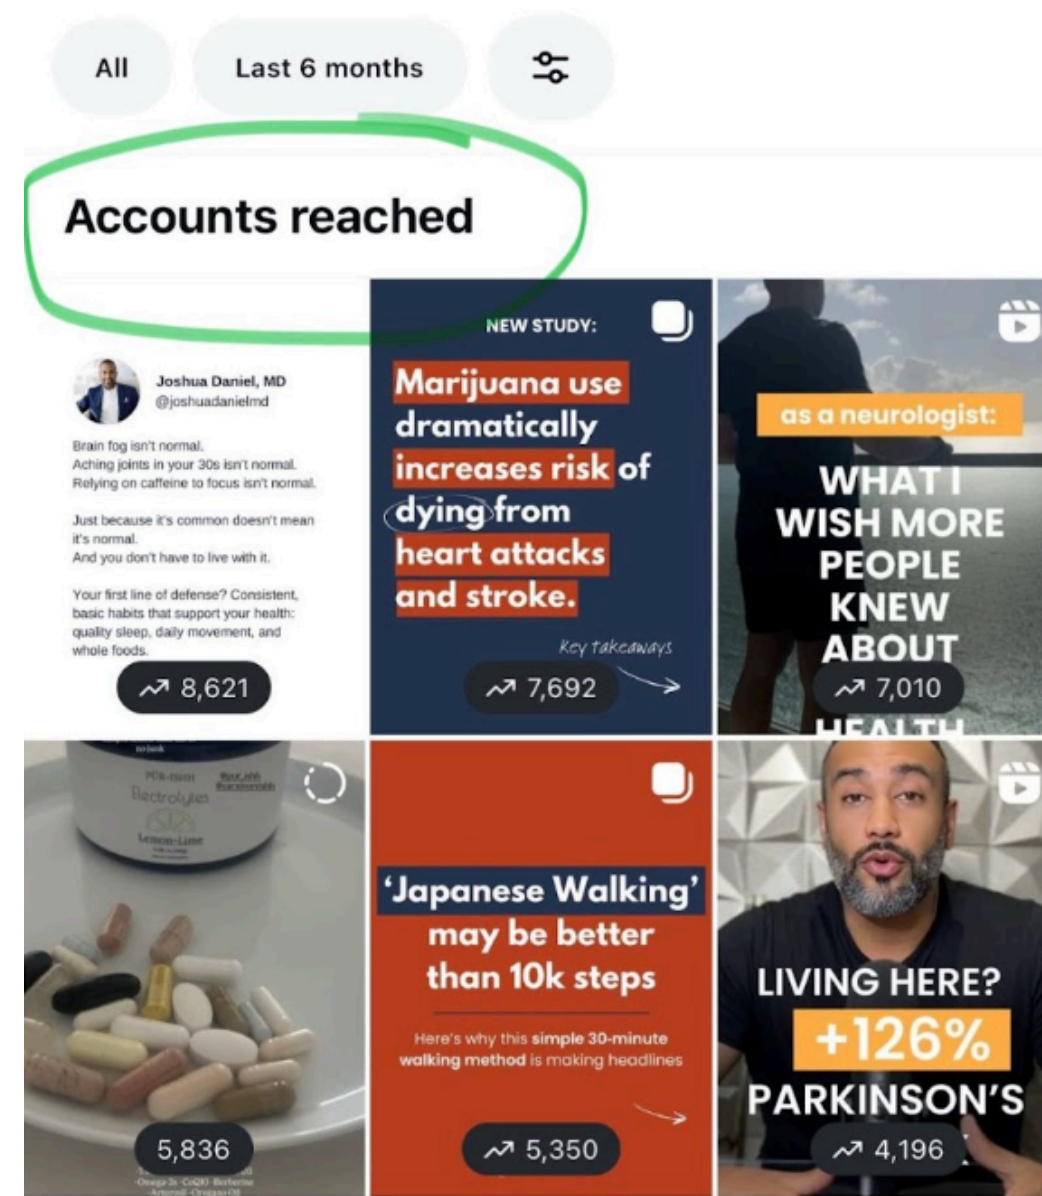 All
Last 6 months
Accounts reached
Joshua Daniel, MD
@joshuadanielmd
Brain fog isn't normal.
Aching joints in your 30s isn't normal.
Relying on caffeine to focus isn't normal.
Just because it's common doesn't mean
it's normal.
And you don't have to live with it.
Your first line of defense? Consistent,
basic habits that support your health:
quality sleep, daily movement, and
whole foods.
8,621
NEW STUDY:
Marijuana use
dramatically
increases risk of
dying from
heart attacks
and stroke.
Key takeaways
7,692
as a neurologist:
WHAT I
WISH MORE
PEOPLE
KNEW
ABOUT
7,010
HEALTH
Electrolytes
Lemon-Lime
5,836
-Omega 3s -CoQ10 -Berberine
'Japanese Walking'
may be better
than 10k steps
Here's why this simple 30-minute
walking method is making headlines
5,350
LIVING HERE?
+126%
PARKINSON'S
4,196